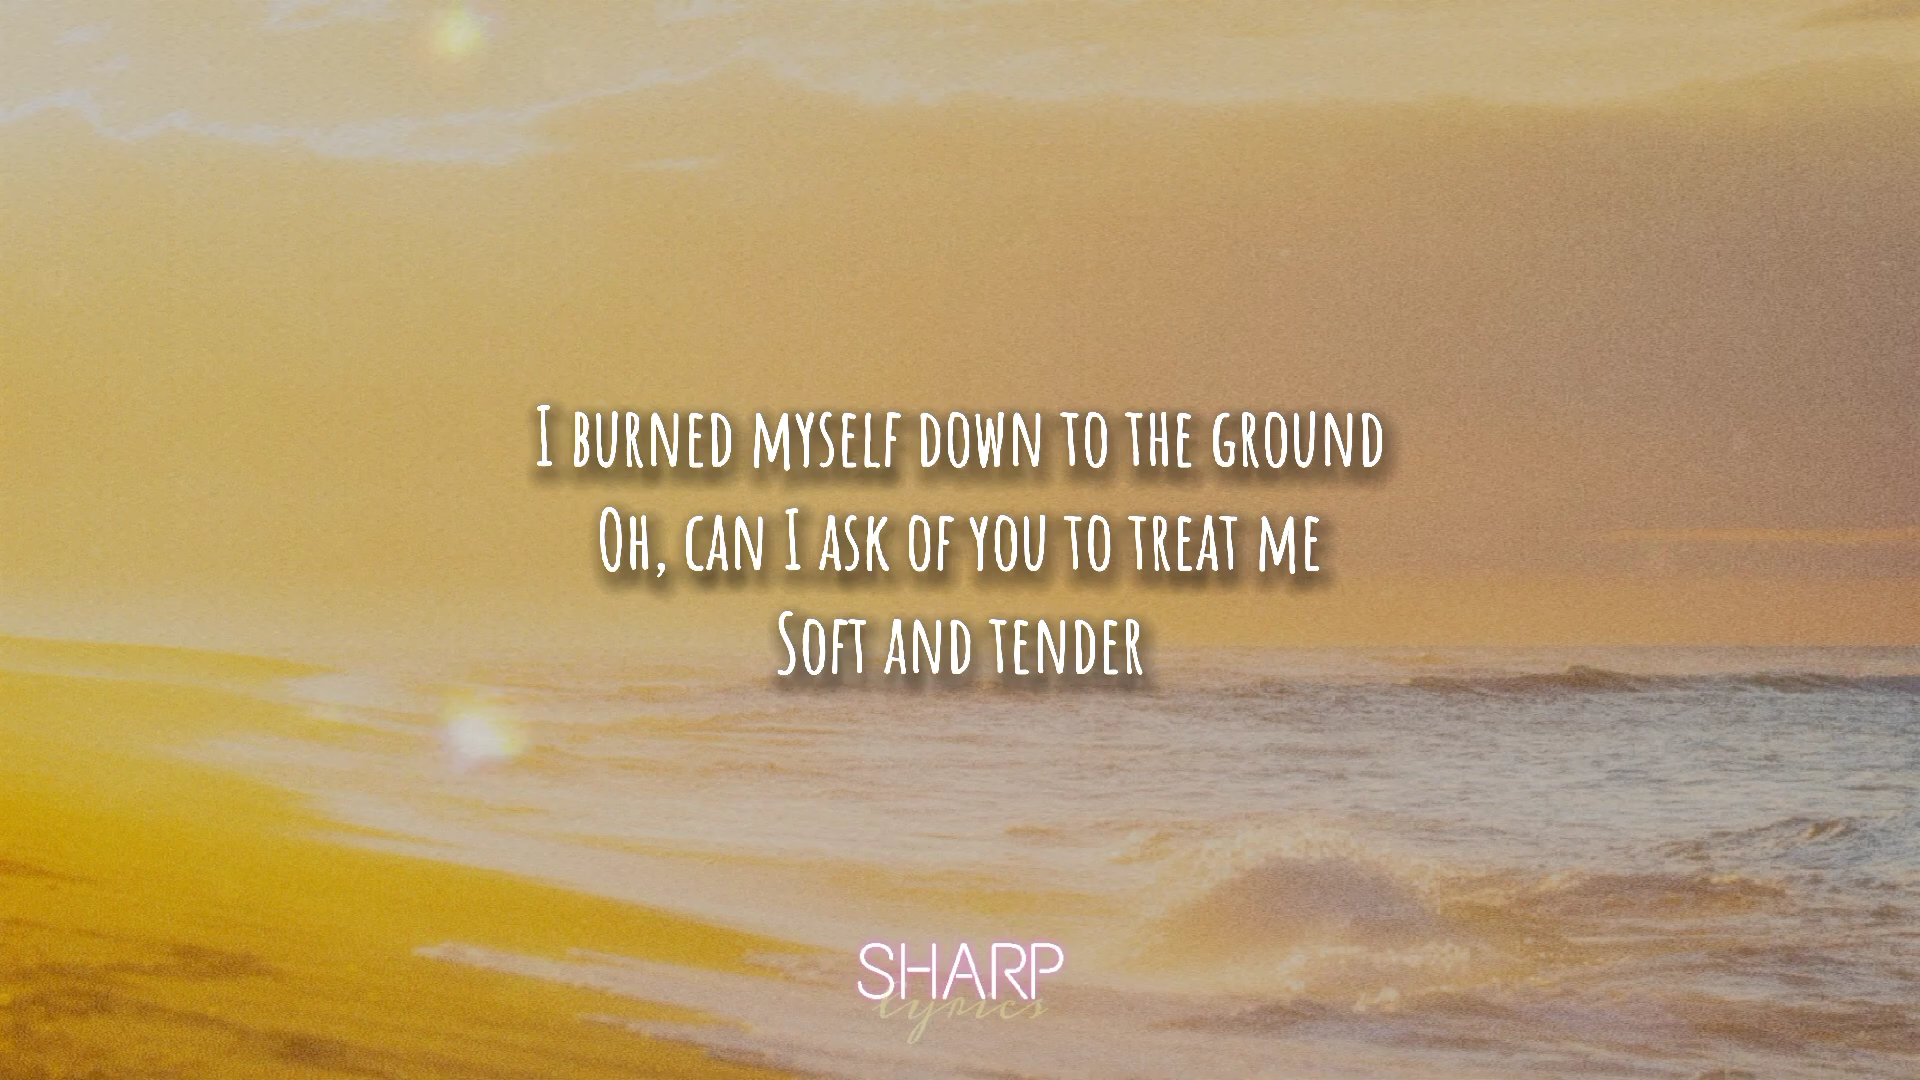 I burned myself down to the ground
Oh, can I ask of you to treat me
Soft and tender
SHARP
lyrics